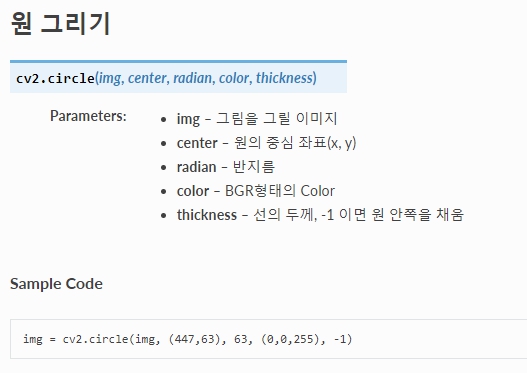 원 그리기
cv2.circle(img, center, radian, color, thickness)
Parameters:
• img – 그림을 그릴 이미지
• center – 원의 중심 좌표(x, y)
• radian – 반지름
• color – BGR형태의 Color
• thickness – 선의 두께, -1 이면 원 안쪽을 채움
Sample Code
img = cv2.circle(img, (447,63), 63, (0,0,255), -1)